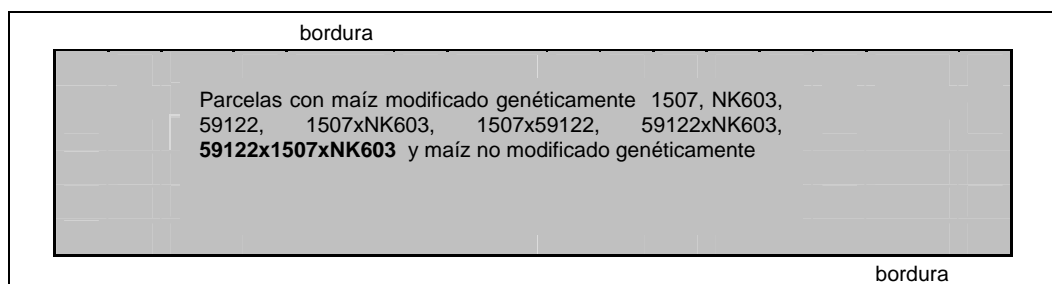 bordura
Parcelas con maíz modificado genéticamente 1507, NK603,
59122, 1507xNK603, 1507x59122, 59122xNK603,
59122x1507xNK603 y maíz no modificado genéticamente
bordura